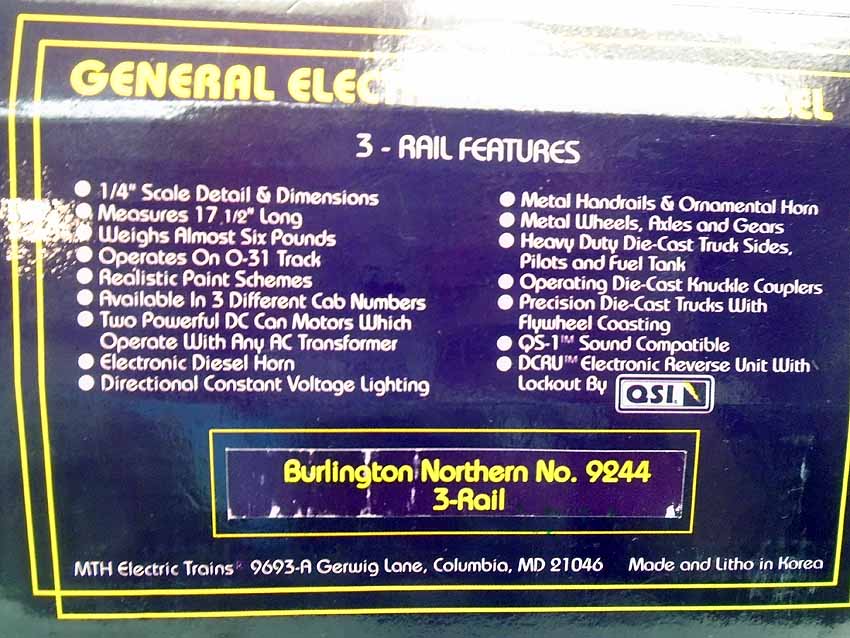 GENERAL ELEC
3 - RAIL FEATURES
1/4" Scale Detail & Dimensions
Measures 17 1/2" Long
Weighs Almost Six Pounds
Operates On O-31 Track
Realistic Paint Schemes
Available In 3 Different Cab Numbers
Two Powerful DC Can Motors Which
Operate With Any AC Transformer
Electronic Diesel Horn
Directional Constant Voltage Lighting
Metal Handrails & Ornamental Horn
Metal Wheels, Axles and Gears
Heavy Duty Die-Cast Truck Sides,
Pilots and Fuel Tank
Operating Die-Cast Knuckle Couplers
Precision Die-Cast Trucks With
Flywheel Coasting
QS-1™ Sound Compatible
DCRU™ Electronic Reverse Unit With
Lockout By QSI
Burlington Northern No. 9244
3-Rail
MTH Electric Trains® 9693-A Gerwig Lane, Columbia, MD 21046 Made and Litho in Korea